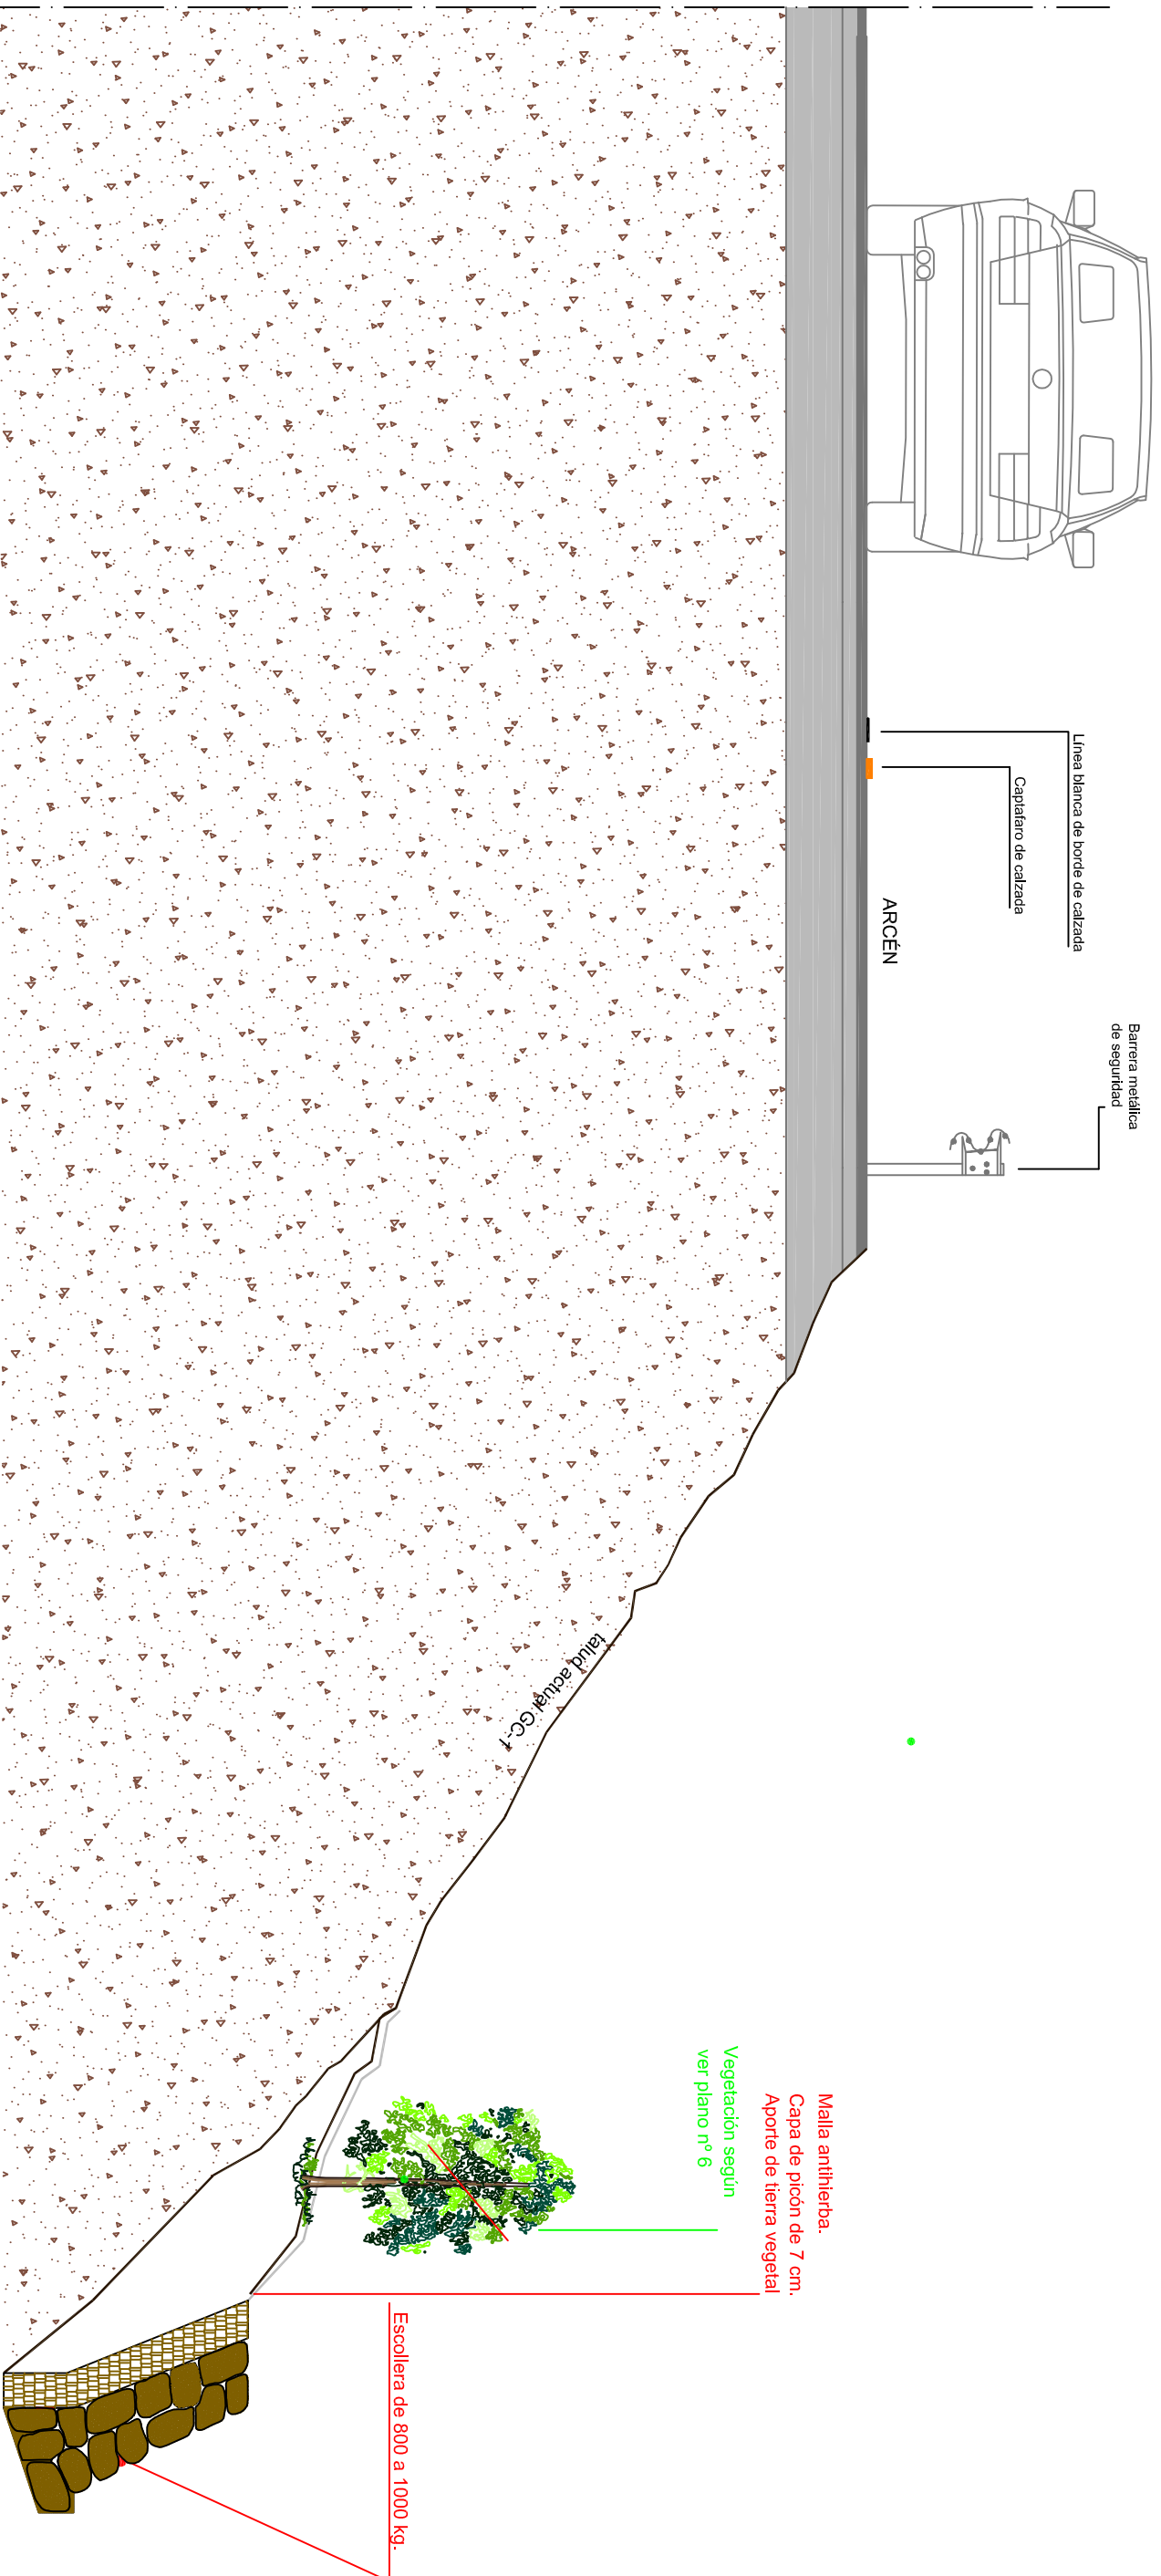 Línea blanca de borde de calzada
Captafaro de calzada
ARCÉN
Barrera metálica
de seguridad
talud actual GC-1
Vegetación según
ver plano nº 6
Malla antihierba.
Capa de picón de 7 cm.
Aporte de tierra vegetal
Escollera de 800 a 1000 kg.